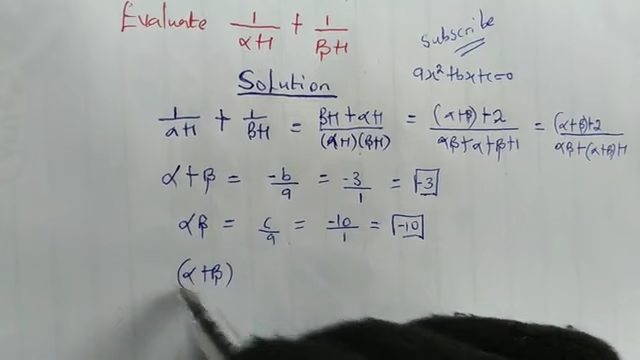 Evaluate 1/(α+1) + 1/(β+1)
subscribe
ax²+bx+c=0
Solution
1/(α+1) + 1/(β+1) = (β+1+α+1)/((α+1)(β+1)) = ((α+β)+2)/(αβ+α+β+1) = ((α+β)+2)/(αβ+(α+β)+1)
α+β = -b/a = -3/1 = -3
αβ = c/a = -10/1 = -10
(α+β)